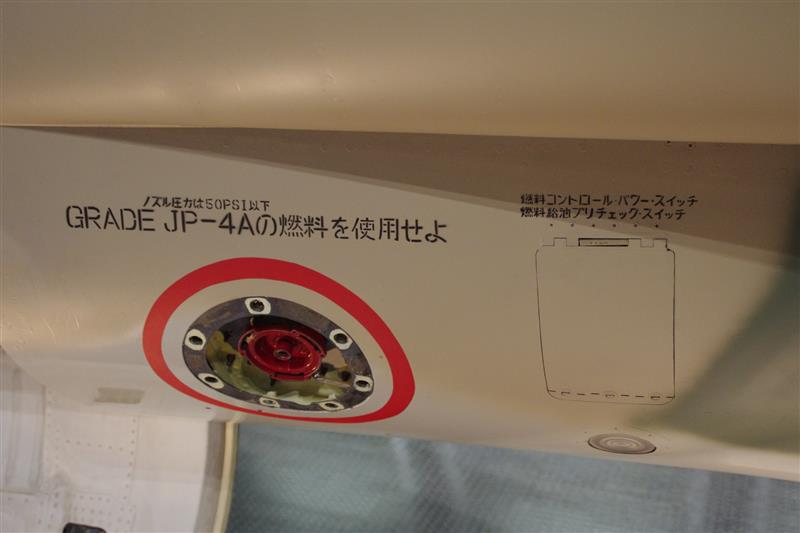 ノズル圧力は50PSI以下
GRADE JP-4Aの燃料を使用せよ
燃料コントロール・パワー・スイッチ
燃料給油プリチェック・スイッチ